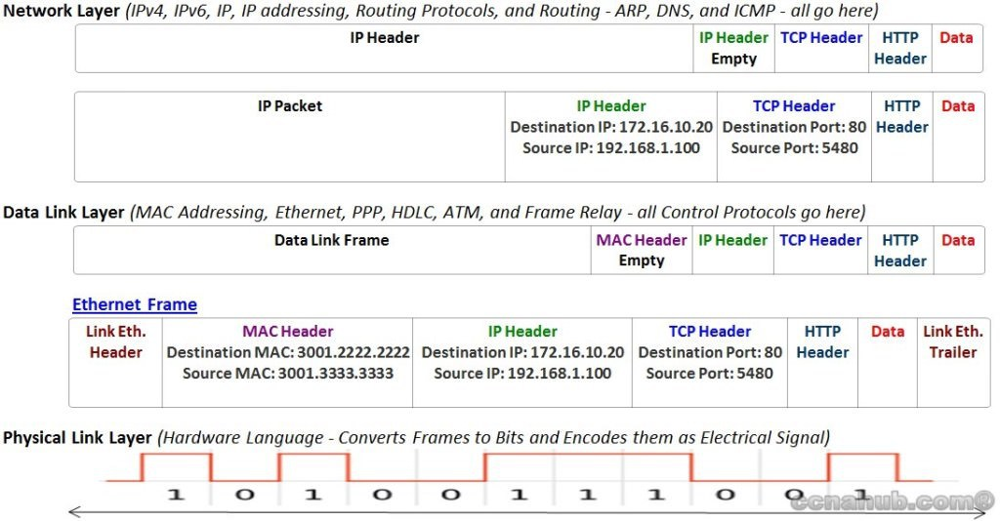 Network Layer (IPv4, IPv6, IP, IP addressing, Routing Protocols, and Routing - ARP, DNS, and ICMP - all go here)
IP Header IP Header TCP Header HTTP Data
Empty Header
IP Packet IP Header TCP Header HTTP Data
Destination IP: 172.16.10.20 Destination Port: 80 Header
Source IP: 192.168.1.100 Source Port: 5480
Data Link Layer (MAC Addressing, Ethernet, PPP, HDLC, ATM, and Frame Relay - all Control Protocols go here)
Data Link Frame MAC Header IP Header TCP Header HTTP Data
Empty Header
Ethernet Frame
Link Eth. MAC Header IP Header TCP Header HTTP Data Link Eth.
Header Destination MAC: 3001.2222.2222 Destination IP: 172.16.10.20 Destination Port: 80 Header Trailer
Source MAC: 3001.3333.3333 Source IP: 192.168.1.100 Source Port: 5480
Physical Link Layer (Hardware Language - Converts Frames to Bits and Encodes them as Electrical Signal)
1 0 1 0 0 1 1 1 0 0 1
ccnahub.com®